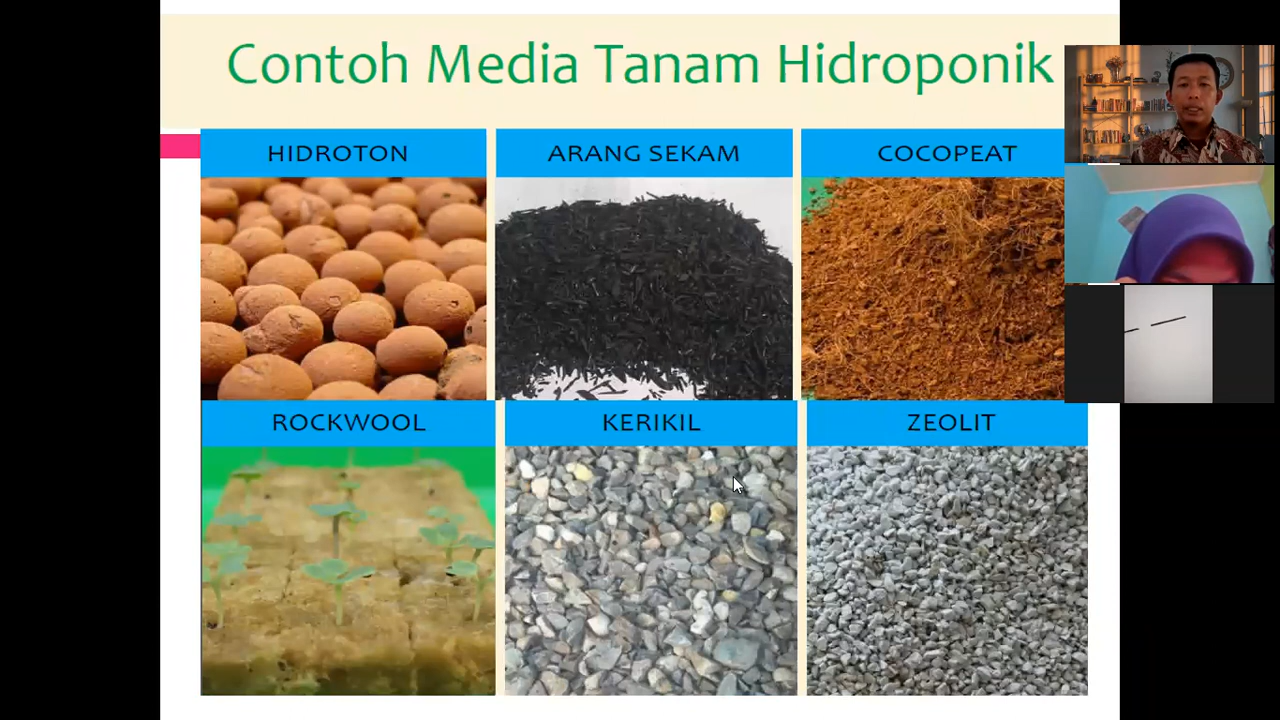 Contoh Media Tanam Hidroponik
HIDROTON
ARANG SEKAM
COCOPEAT
ROCKWOOL
KERIKIL
ZEOLIT